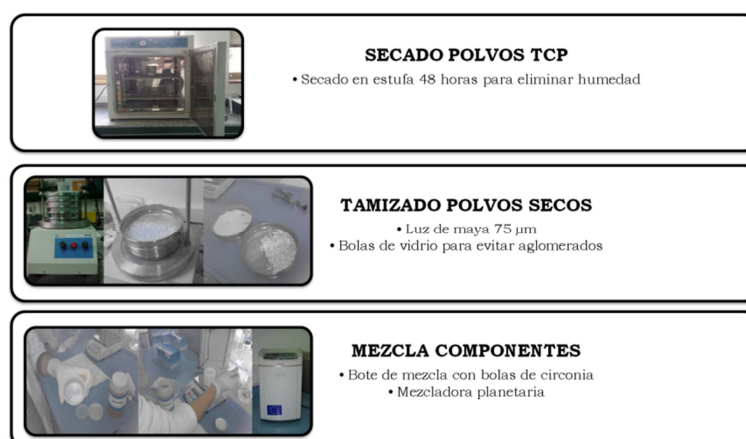 SECADO POLVOS TCP
• Secado en estufa 48 horas para eliminar humedad
TAMIZADO POLVOS SECOS
• Luz de maya 75 µm
• Bolas de vidrio para evitar aglomerados
MEZCLA COMPONENTES
• Bote de mezcla con bolas de circonia
• Mezcladora planetaria